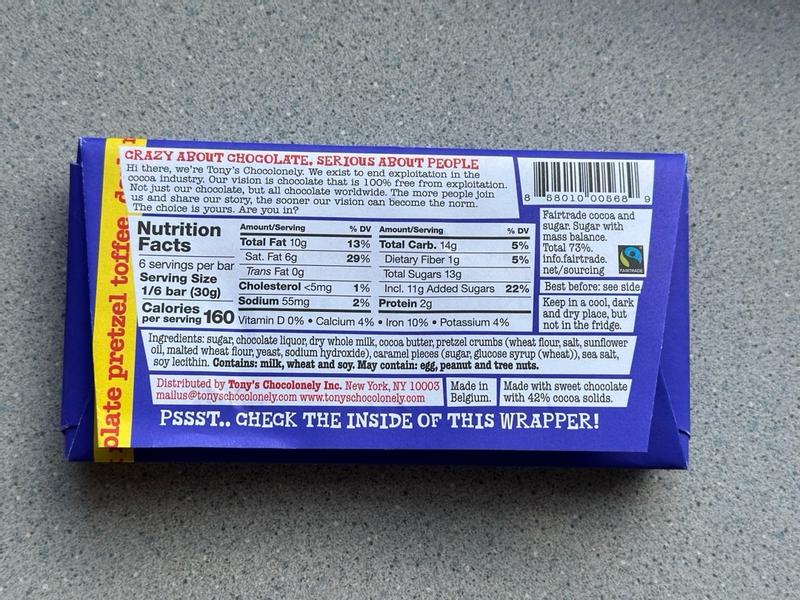 CRAZY ABOUT CHOCOLATE, SERIOUS ABOUT PEOPLE
Hi there, we're Tony's Chocolonely. We exist to end exploitation in the
cocoa industry. Our vision is chocolate that is 100% free from exploitation.
Not just our chocolate, but all chocolate worldwide. The more people join
us and share our story, the sooner our vision can become the norm.
The choice is yours. Are you in?
8 58010 00568 9
Nutrition
Facts
6 servings per bar
Serving Size
1/6 bar (30g)
Calories
per serving 160
Amount/Serving % DV
Total Fat 10g 13%
Sat. Fat 6g 29%
Trans Fat 0g
Cholesterol <5mg 1%
Sodium 55mg 2%
Amount/Serving % DV
Total Carb. 14g 5%
Dietary Fiber 1g 5%
Total Sugars 13g
Incl. 11g Added Sugars 22%
Protein 2g
Vitamin D 0% • Calcium 4% • Iron 10% • Potassium 4%
Fairtrade cocoa and
sugar. Sugar with
mass balance.
Total 73%.
info.fairtrade.
net/sourcing
FAIRTRADE
Best before: see side.
Keep in a cool, dark
and dry place, but
not in the fridge.
Ingredients: sugar, chocolate liquor, dry whole milk, cocoa butter, pretzel crumbs (wheat flour, salt, sunflower
oil, malted wheat flour, yeast, sodium hydroxide), caramel pieces (sugar, glucose syrup (wheat)), sea salt,
soy lecithin. Contains: milk, wheat and soy. May contain: egg, peanut and tree nuts.
Distributed by Tony's Chocolonely Inc. New York, NY 10003
mailus@tonyschocolonely.com www.tonyschocolonely.com
Made in
Belgium.
Made with sweet chocolate
with 42% cocoa solids.
PSSST.. CHECK THE INSIDE OF THIS WRAPPER!
olate pretzel toffee